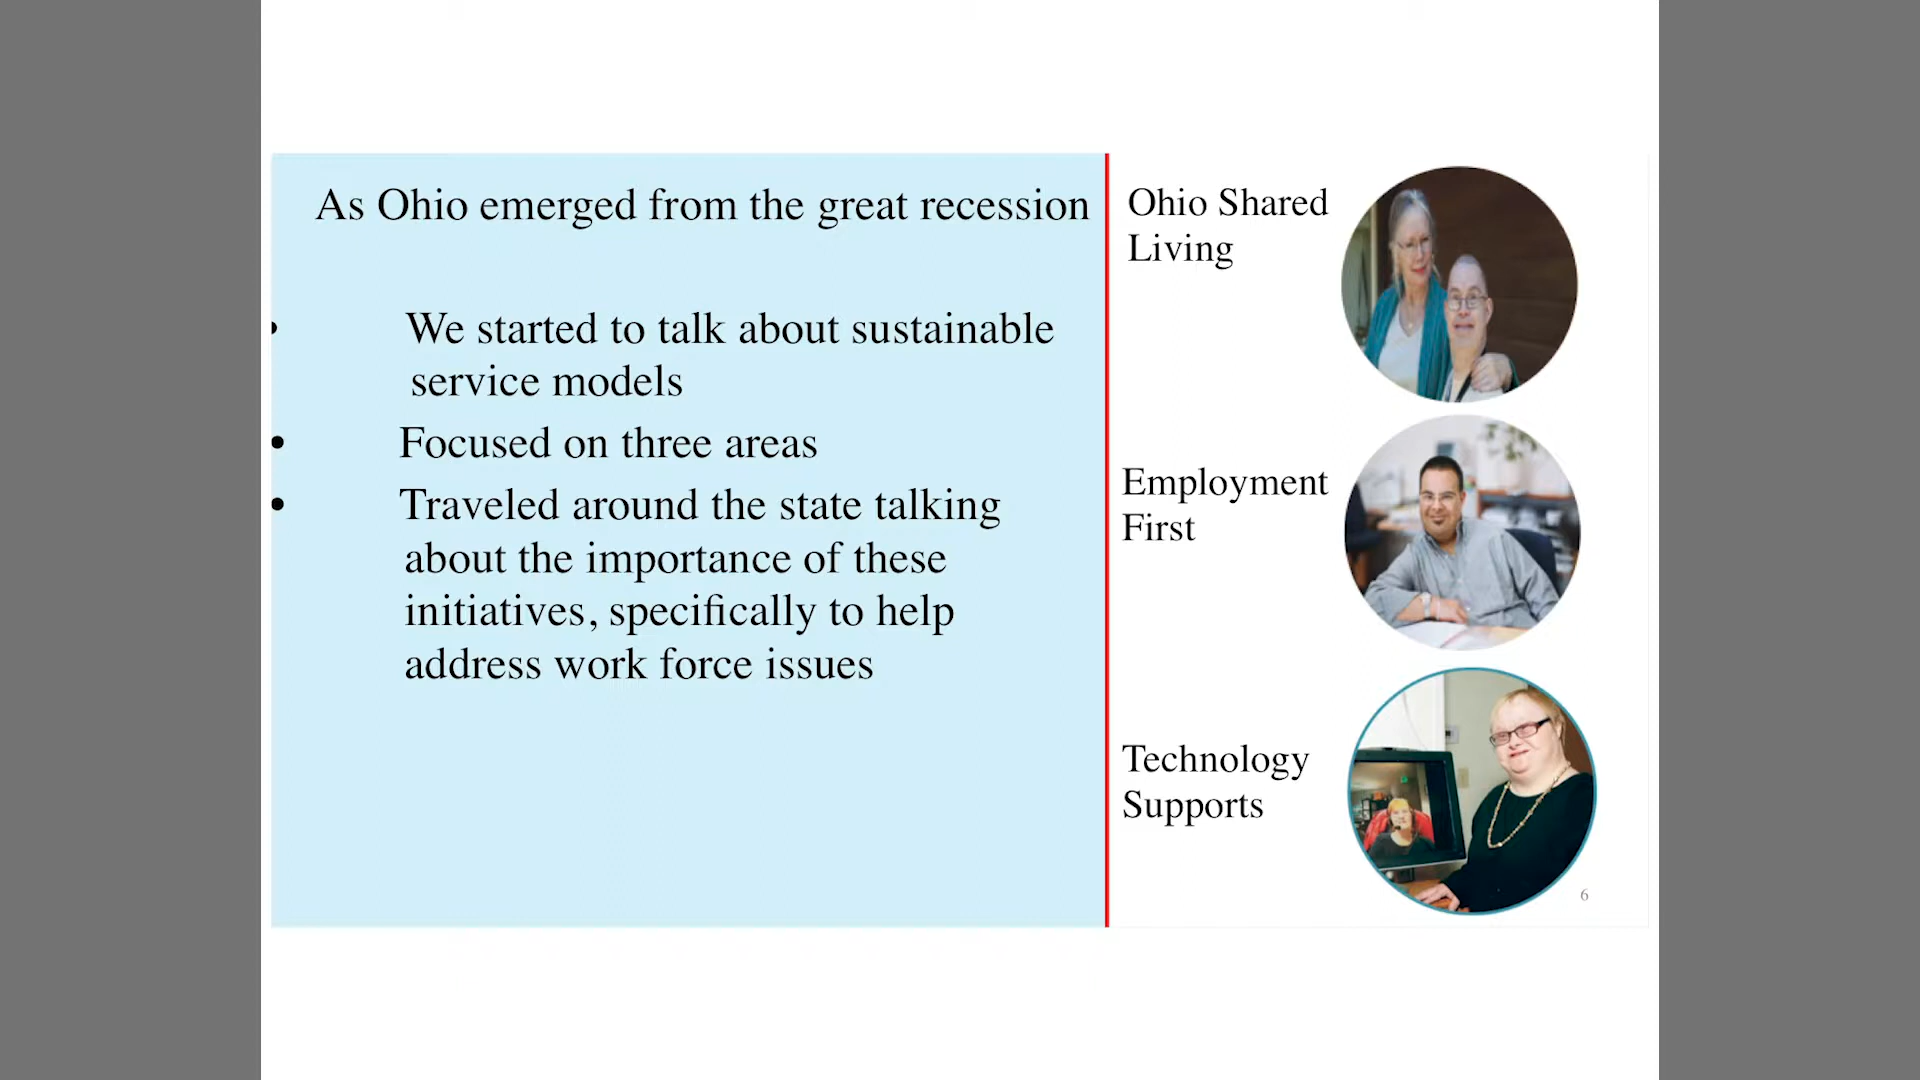 As Ohio emerged from the great recession
• We started to talk about sustainable
service models
• Focused on three areas
• Traveled around the state talking
about the importance of these
initiatives, specifically to help
address work force issues
Ohio Shared
Living
Employment
First
Technology
Supports
6